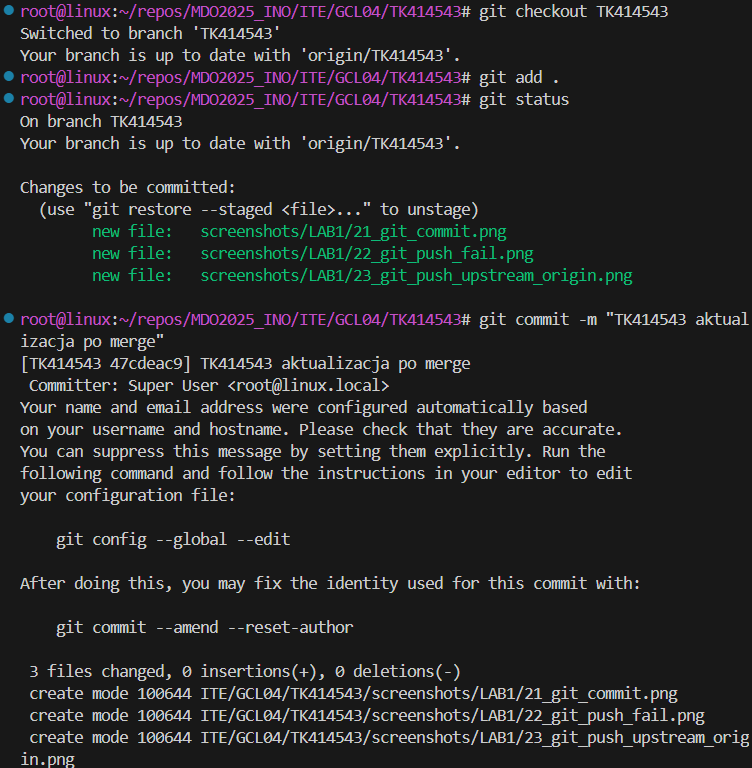 root@linux:~/repos/MDO2025_INO/ITE/GCL04/TK414543# git checkout TK414543
Switched to branch 'TK414543'
Your branch is up to date with 'origin/TK414543'.
root@linux:~/repos/MDO2025_INO/ITE/GCL04/TK414543# git add .
root@linux:~/repos/MDO2025_INO/ITE/GCL04/TK414543# git status
On branch TK414543
Your branch is up to date with 'origin/TK414543'.

Changes to be committed:
  (use "git restore --staged <file>..." to unstage)
        new file:   screenshots/LAB1/21_git_commit.png
        new file:   screenshots/LAB1/22_git_push_fail.png
        new file:   screenshots/LAB1/23_git_push_upstream_origin.png

root@linux:~/repos/MDO2025_INO/ITE/GCL04/TK414543# git commit -m "TK414543 aktual
izacja po merge"
[TK414543 47cdeac9] TK414543 aktualizacja po merge
 Committer: Super User <root@linux.local>
Your name and email address were configured automatically based
on your username and hostname. Please check that they are accurate.
You can suppress this message by setting them explicitly. Run the
following command and follow the instructions in your editor to edit
your configuration file:

    git config --global --edit

After doing this, you may fix the identity used for this commit with:

    git commit --amend --reset-author

 3 files changed, 0 insertions(+), 0 deletions(-)
 create mode 100644 ITE/GCL04/TK414543/screenshots/LAB1/21_git_commit.png
 create mode 100644 ITE/GCL04/TK414543/screenshots/LAB1/22_git_push_fail.png
 create mode 100644 ITE/GCL04/TK414543/screenshots/LAB1/23_git_push_upstream_orig
in.png